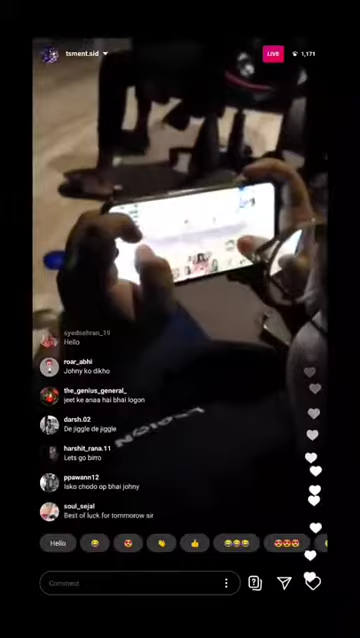 tsment.sid
LIVE
1,171
syedsehran_19
Hello
roar_abhi
Johny ko dikho
the_genius_general_
jeet ke anaa hai bhai logon
darsh.02
De jiggle de jiggle
harshit_rana.11
Lets go birro
ppawann12
Isko chodo op bhai johny
soul_sejal
Best of luck for tommorow sir
Hello
Comment